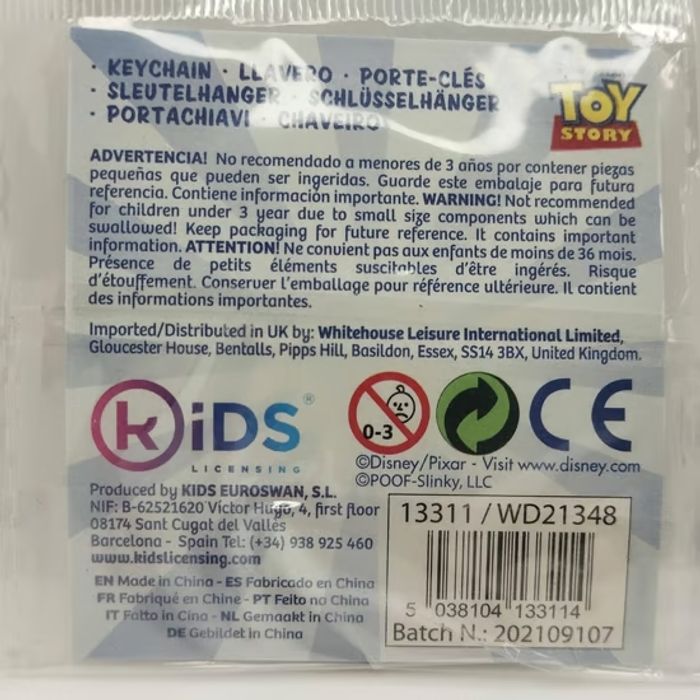 · KEYCHAIN · LLAVERO · PORTE-CLÉS
· SLEUTELHANGER · SCHLÜSSELHÄNGER
· PORTACHIAVI · CHAVEIRO
TOY
STORY
ADVERTENCIA! No recomendado a menores de 3 años por contener piezas
pequeñas que pueden ser ingeridas. Guarde este embalaje para futura
referencia. Contiene información importante. WARNING! Not recommended
for children under 3 year due to small size components which can be
swallowed! Keep packaging for future reference. It contains important
information. ATTENTION! Ne convient pas aux enfants de moins de 36 mois.
Présence de petits éléments suscitables d'être ingérés. Risque
d'étouffement. Conserver l'emballage pour référence ultérieure. Il contient
des informations importantes.
Imported/Distributed in UK by: Whitehouse Leisure International Limited,
Gloucester House, Bentalls, Pipps Hill, Basildon, Essex, SS14 3BX, United Kingdom.
kiDS®
LICENSING
0-3
CE
©Disney/Pixar - Visit www.disney.com
©POOF-Slinky, LLC
Produced by KIDS EUROSWAN, S.L.
NIF: B-62521620 Víctor Hugo, 4, first floor
08174 Sant Cugat del Vallès
Barcelona - Spain Tel: (+34) 938 925 460
www.kidslicensing.com
EN Made in China - ES Fabricado en China
FR Fabriqué en Chine - PT Feito na China
IT Fatto in Cina - NL Gemaakt in China
DE Gebildet in China
13311 / WD21348
5 038104 133114
Batch N.: 202109107